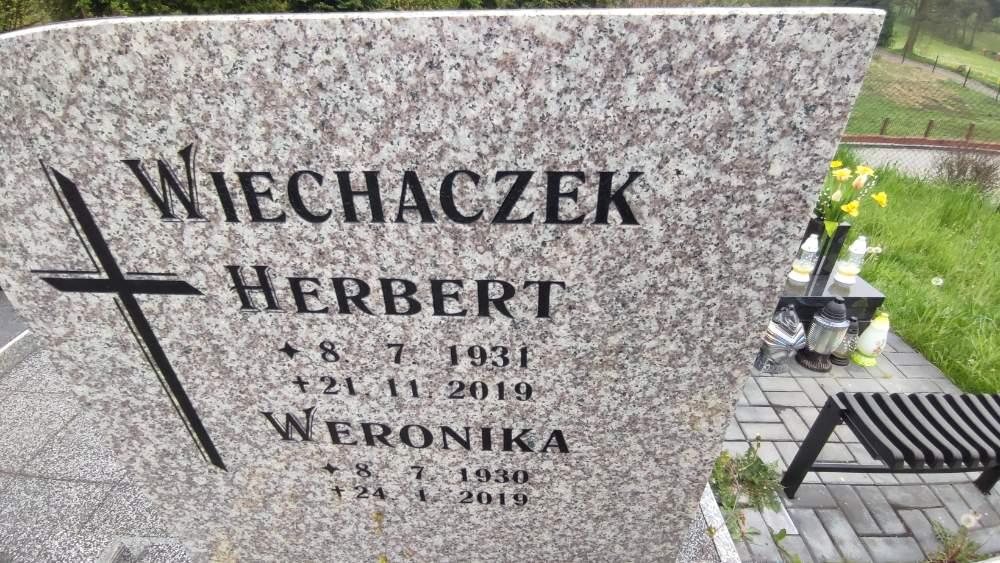 WIECHACZEK
HERBERT
✦ 8. 7. 1931
✝ 21. 11. 2019
WERONIKA
✦ 8. 7. 1930
✝ 24. 1. 2019